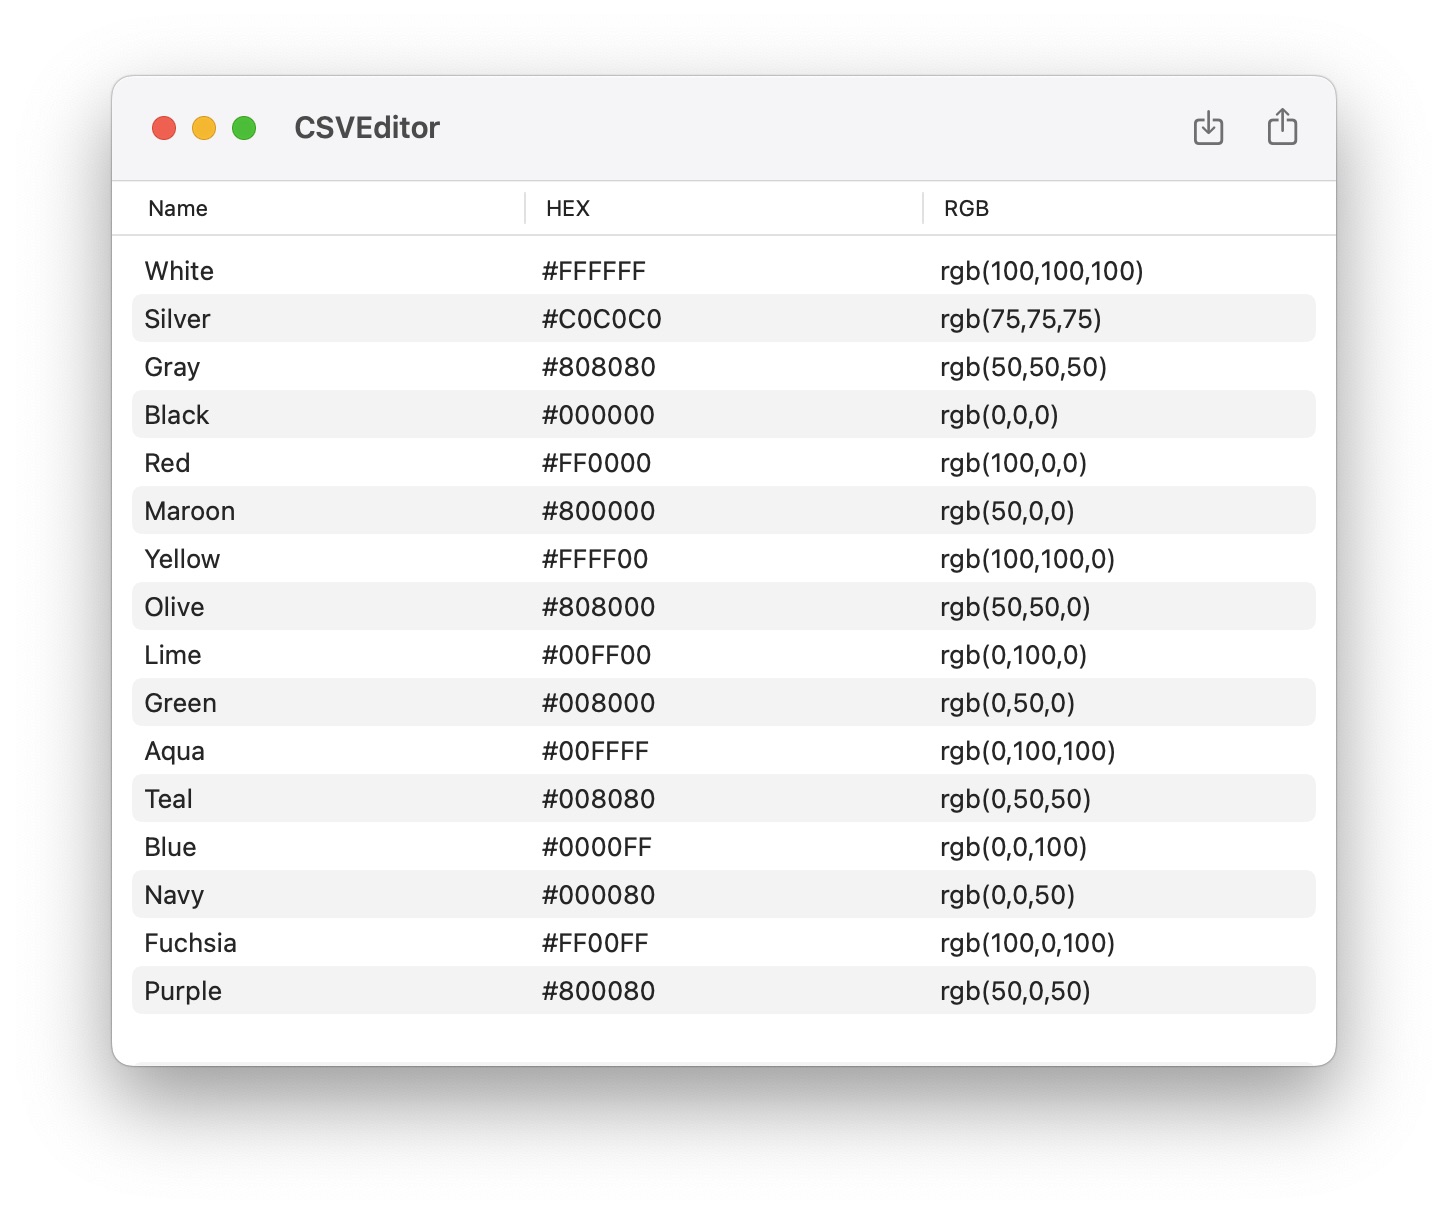 CSVEditor
Name HEX RGB
White #FFFFFF rgb(100,100,100)
Silver #C0C0C0 rgb(75,75,75)
Gray #808080 rgb(50,50,50)
Black #000000 rgb(0,0,0)
Red #FF0000 rgb(100,0,0)
Maroon #800000 rgb(50,0,0)
Yellow #FFFF00 rgb(100,100,0)
Olive #808000 rgb(50,50,0)
Lime #00FF00 rgb(0,100,0)
Green #008000 rgb(0,50,0)
Aqua #00FFFF rgb(0,100,100)
Teal #008080 rgb(0,50,50)
Blue #0000FF rgb(0,0,100)
Navy #000080 rgb(0,0,50)
Fuchsia #FF00FF rgb(100,0,100)
Purple #800080 rgb(50,0,50)